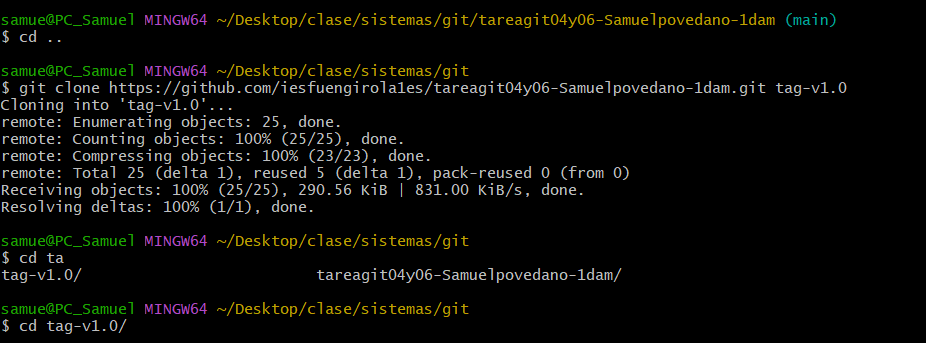 samue@PC_Samuel MINGW64 ~/Desktop/clase/sistemas/git/tareagit04y06-Samuelpovedano-1dam (main)
$ cd ..
samue@PC_Samuel MINGW64 ~/Desktop/clase/sistemas/git
$ git clone https://github.com/iesfuengirola1es/tareagit04y06-Samuelpovedano-1dam.git tag-v1.0
Cloning into 'tag-v1.0'...
remote: Enumerating objects: 25, done.
remote: Counting objects: 100% (25/25), done.
remote: Compressing objects: 100% (23/23), done.
remote: Total 25 (delta 1), reused 5 (delta 1), pack-reused 0 (from 0)
Receiving objects: 100% (25/25), 290.56 KiB | 831.00 KiB/s, done.
Resolving deltas: 100% (1/1), done.
samue@PC_Samuel MINGW64 ~/Desktop/clase/sistemas/git
$ cd ta
tag-v1.0/                          tareagit04y06-Samuelpovedano-1dam/
samue@PC_Samuel MINGW64 ~/Desktop/clase/sistemas/git
$ cd tag-v1.0/